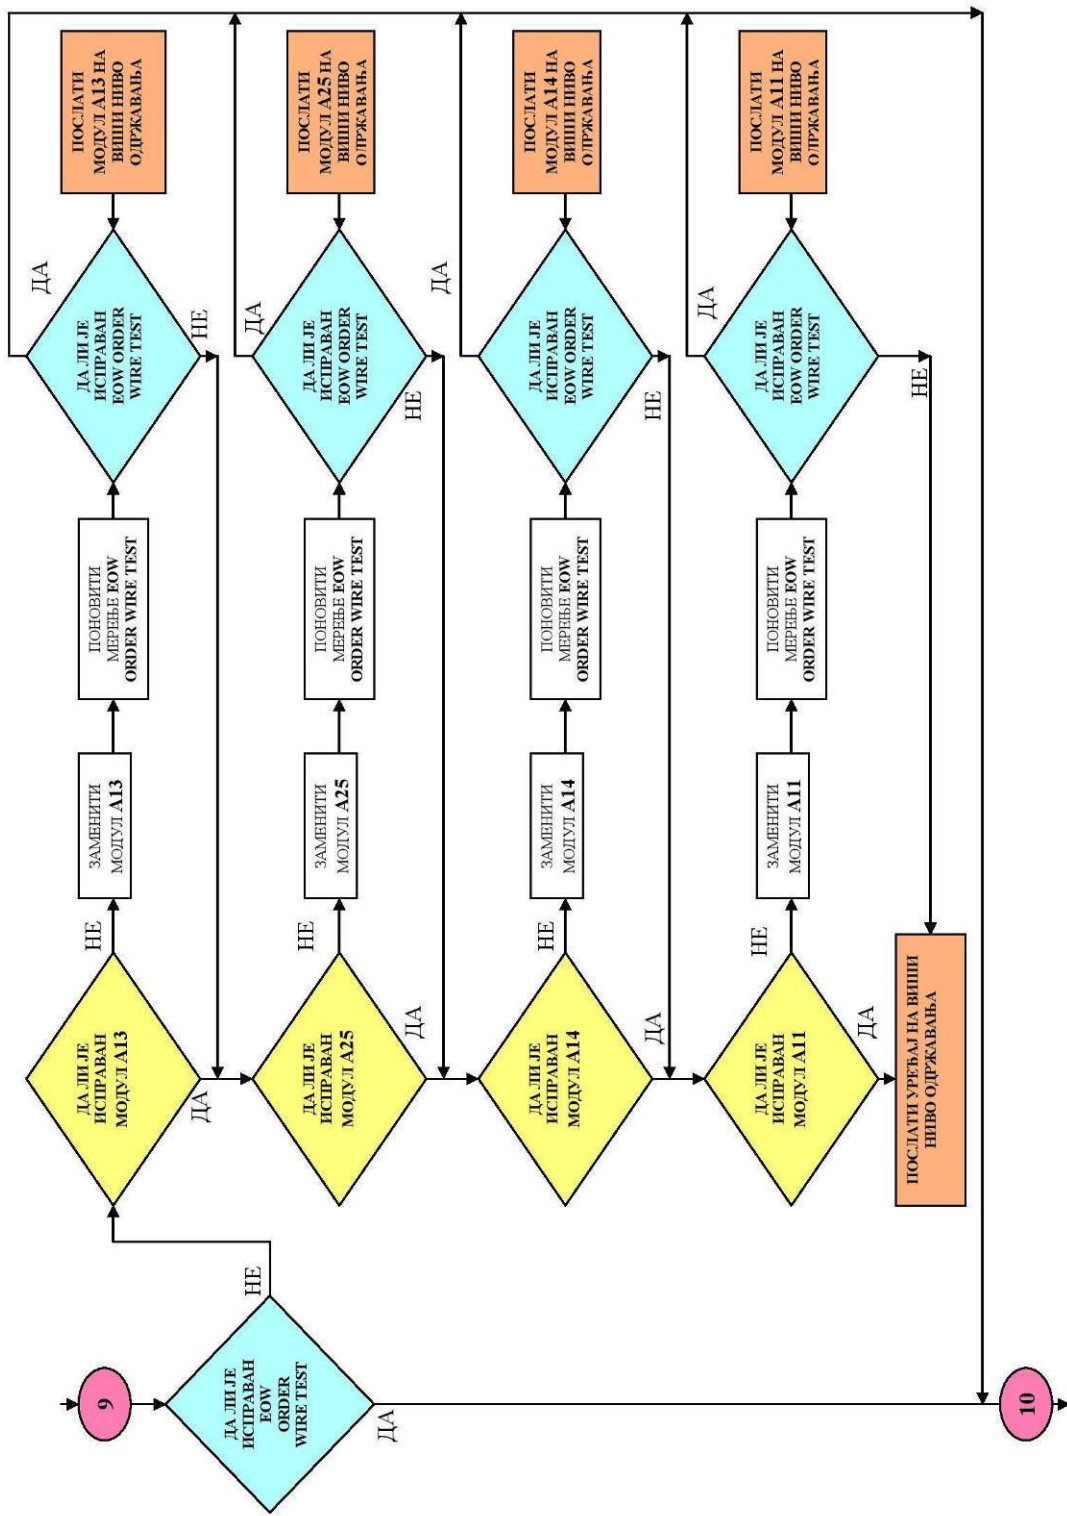 9
ДА ЛИ ЈЕ
ИСПРАВАН
EOW
ORDER
WIRE TEST
НЕ
ДА
10
ДА ЛИ ЈЕ
ИСПРАВАН
МОДУЛ А13
НЕ
ДА
ЗАМЕНИТИ
МОДУЛ А13
ПОНОВИТИ
МЕРЕЊЕ EOW
ORDER WIRE TEST
ДА ЛИ ЈЕ
ИСПРАВАН
EOW ORDER
WIRE TEST
ДА
НЕ
ПОСЛАТИ
МОДУЛ А13 НА
ВИШИ НИВО
ОДРЖАВАЊА
ДА ЛИ ЈЕ
ИСПРАВАН
МОДУЛ А25
НЕ
ДА
ЗАМЕНИТИ
МОДУЛ А25
ПОНОВИТИ
МЕРЕЊЕ EOW
ORDER WIRE TEST
ДА ЛИ ЈЕ
ИСПРАВАН
EOW ORDER
WIRE TEST
ДА
НЕ
ПОСЛАТИ
МОДУЛ А25 НА
ВИШИ НИВО
ОЛРЖАВАЊА
ДА ЛИ ЈЕ
ИСПРАВАН
МОДУЛ А14
НЕ
ДА
ЗАМЕНИТИ
МОДУЛ А14
ПОНОВИТИ
МЕРЕЊЕ EOW
ORDER WIRE TEST
ДА ЛИ ЈЕ
ИСПРАВАН
EOW ORDER
WIRE TEST
ДА
НЕ
ПОСЛАТИ
МОДУЛ А14 НА
ВИШИ НИВО
ОЛРЖАВАЊА
ДА ЛИ ЈЕ
ИСПРАВАН
МОДУЛ А11
НЕ
ДА
ЗАМЕНИТИ
МОДУЛ А11
ПОНОВИТИ
МЕРЕЊЕ EOW
ORDER WIRE TEST
ДА ЛИ ЈЕ
ИСПРАВАН
EOW ORDER
WIRE TEST
ДА
НЕ
ПОСЛАТИ
МОДУЛ А11 НА
ВИШИ НИВО
ОЛРЖАВАЊА
ПОСЛАТИ УРЕЂАЈ НА ВИШИ
НИВО ОДРЖАВАЊА